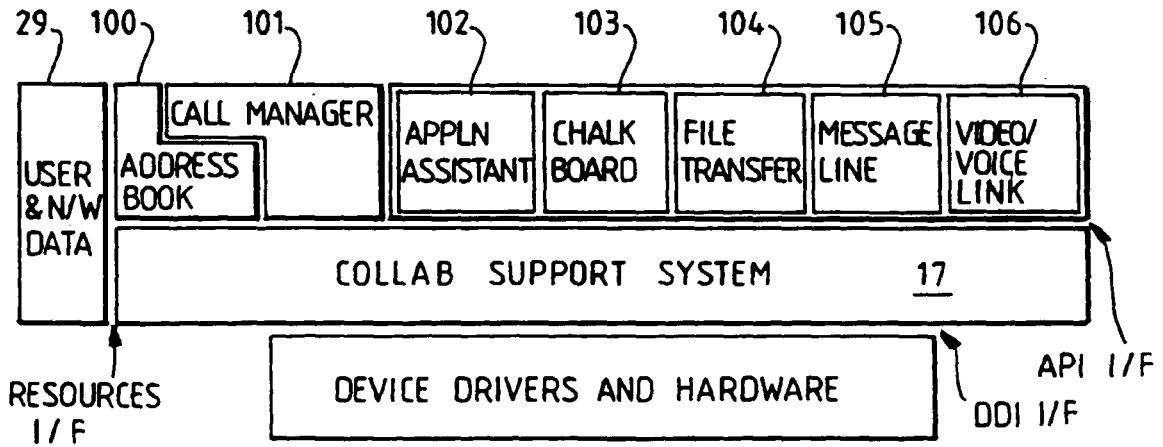 29 100 101 102 103 104 105 106
USER
& N/W
DATA
CALL MANAGER
ADDRESS
BOOK
APPLN
ASSISTANT
CHALK
BOARD
FILE
TRANSFER
MESSAGE
LINE
VIDEO/
VOICE
LINK
COLLAB SUPPORT SYSTEM 17
DEVICE DRIVERS AND HARDWARE
RESOURCES
I/F
API I/F
DDI I/F